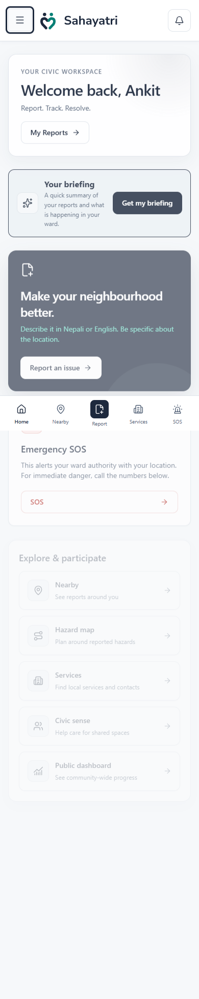 Sahayatri
YOUR CIVIC WORKSPACE
Welcome back, Ankit
Report. Track. Resolve.
My Reports
Your briefing
A quick summary of
your reports and what
is happening in your
ward.
Get my briefing
Make your neighbourhood
better.
Describe it in Nepali or English. Be specific about
the location.
Report an issue
Home
Nearby
Report
Services
SOS
Emergency SOS
This alerts your ward authority with your location.
For immediate danger, call the numbers below.
SOS
Explore & participate
Nearby
See reports around you
Hazard map
Plan around reported hazards
Services
Find local services and contacts
Civic sense
Help care for shared spaces
Public dashboard
See community-wide progress